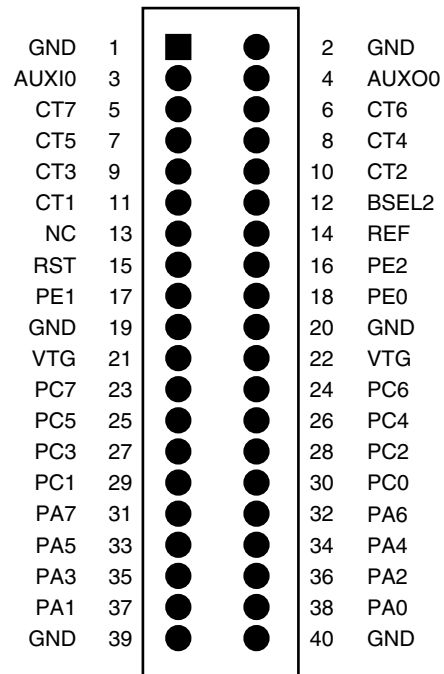 GND 1 2 GND
AUXI0 3 4 AUXO0
CT7 5 6 CT6
CT5 7 8 CT4
CT3 9 10 CT2
CT1 11 12 BSEL2
NC 13 14 REF
RST 15 16 PE2
PE1 17 18 PE0
GND 19 20 GND
VTG 21 22 VTG
PC7 23 24 PC6
PC5 25 26 PC4
PC3 27 28 PC2
PC1 29 30 PC0
PA7 31 32 PA6
PA5 33 34 PA4
PA3 35 36 PA2
PA1 37 38 PA0
GND 39 40 GND